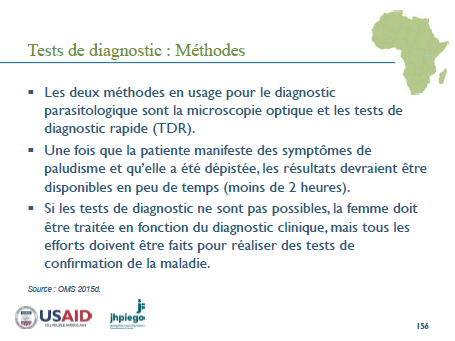 Tests de diagnostic : Méthodes
▪ Les deux méthodes en usage pour le diagnostic
parasitologique sont la microscopie optique et les tests de
diagnostic rapide (TDR).
▪ Une fois que la patiente manifeste des symptômes de
paludisme et qu'elle a été dépistée, les résultats devraient être
disponibles en peu de temps (moins de 2 heures).
▪ Si les tests de diagnostic ne sont pas possibles, la femme doit
être traitée en fonction du diagnostic clinique, mais tous les
efforts doivent être faits pour réaliser des tests de
confirmation de la maladie.
Source : OMS 2015d.
USAID
jhpiego
156